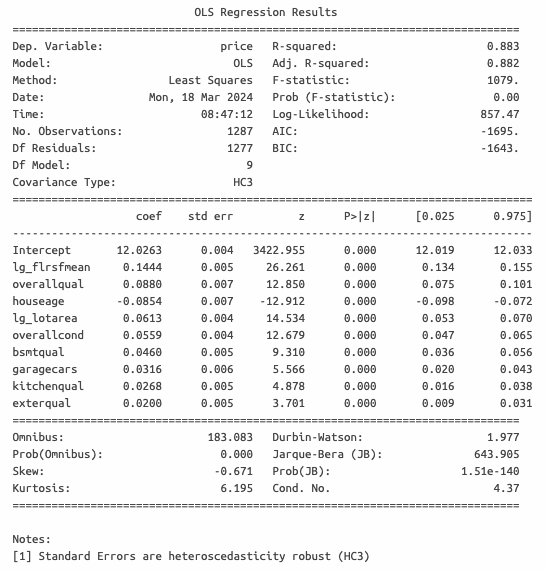 OLS Regression Results
==============================================================================
Dep. Variable: price R-squared: 0.883
Model: OLS Adj. R-squared: 0.882
Method: Least Squares F-statistic: 1079.
Date: Mon, 18 Mar 2024 Prob (F-statistic): 0.00
Time: 08:47:12 Log-Likelihood: 857.47
No. Observations: 1287 AIC: -1695.
Df Residuals: 1277 BIC: -1643.
Df Model: 9
Covariance Type: HC3
================================================================================
coef std err z P>|z| [0.025 0.975]
--------------------------------------------------------------------------------
Intercept 12.0263 0.004 3422.955 0.000 12.019 12.033
lg_flrsfmean 0.1444 0.005 26.261 0.000 0.134 0.155
overallqual 0.0880 0.007 12.850 0.000 0.075 0.101
houseage -0.0854 0.007 -12.912 0.000 -0.098 -0.072
lg_lotarea 0.0613 0.004 14.534 0.000 0.053 0.070
overallcond 0.0559 0.004 12.679 0.000 0.047 0.065
bsmtqual 0.0460 0.005 9.310 0.000 0.036 0.056
garagecars 0.0316 0.006 5.566 0.000 0.020 0.043
kitchenqual 0.0268 0.005 4.878 0.000 0.016 0.038
exterqual 0.0200 0.005 3.701 0.000 0.009 0.031
==============================================================================
Omnibus: 183.083 Durbin-Watson: 1.977
Prob(Omnibus): 0.000 Jarque-Bera (JB): 643.905
Skew: -0.671 Prob(JB): 1.51e-140
Kurtosis: 6.195 Cond. No. 4.37
==============================================================================
Notes:
[1] Standard Errors are heteroscedasticity robust (HC3)